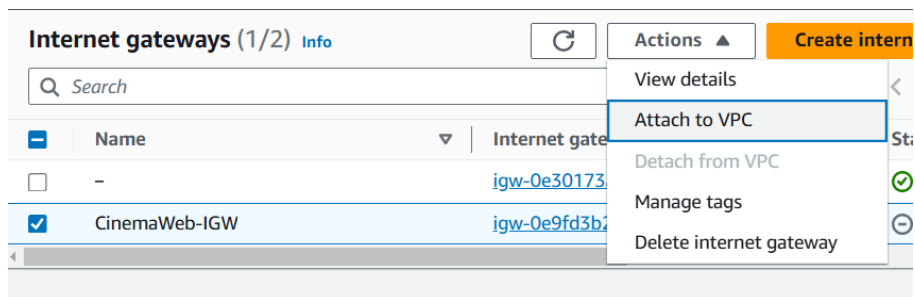 Internet gateways (1/2) Info
Actions ▲
Create intern
Search
View details
Attach to VPC
Detach from VPC
Manage tags
Delete internet gateway
Name
Internet gate
Sta
–
igw-0e30173
CinemaWeb-IGW
igw-0e9fd3b2